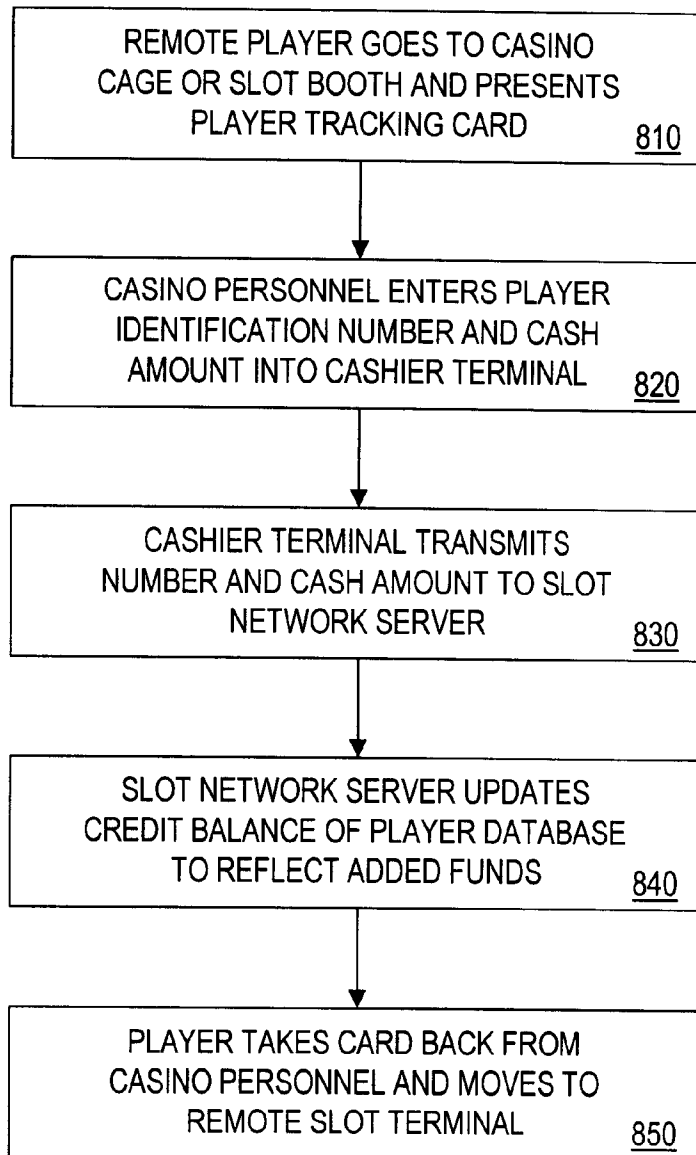 REMOTE PLAYER GOES TO CASINO
CAGE OR SLOT BOOTH AND PRESENTS
PLAYER TRACKING CARD
810
CASINO PERSONNEL ENTERS PLAYER
IDENTIFICATION NUMBER AND CASH
AMOUNT INTO CASHIER TERMINAL
820
CASHIER TERMINAL TRANSMITS
NUMBER AND CASH AMOUNT TO SLOT
NETWORK SERVER
830
SLOT NETWORK SERVER UPDATES
CREDIT BALANCE OF PLAYER DATABASE
TO REFLECT ADDED FUNDS
840
PLAYER TAKES CARD BACK FROM
CASINO PERSONNEL AND MOVES TO
REMOTE SLOT TERMINAL
850